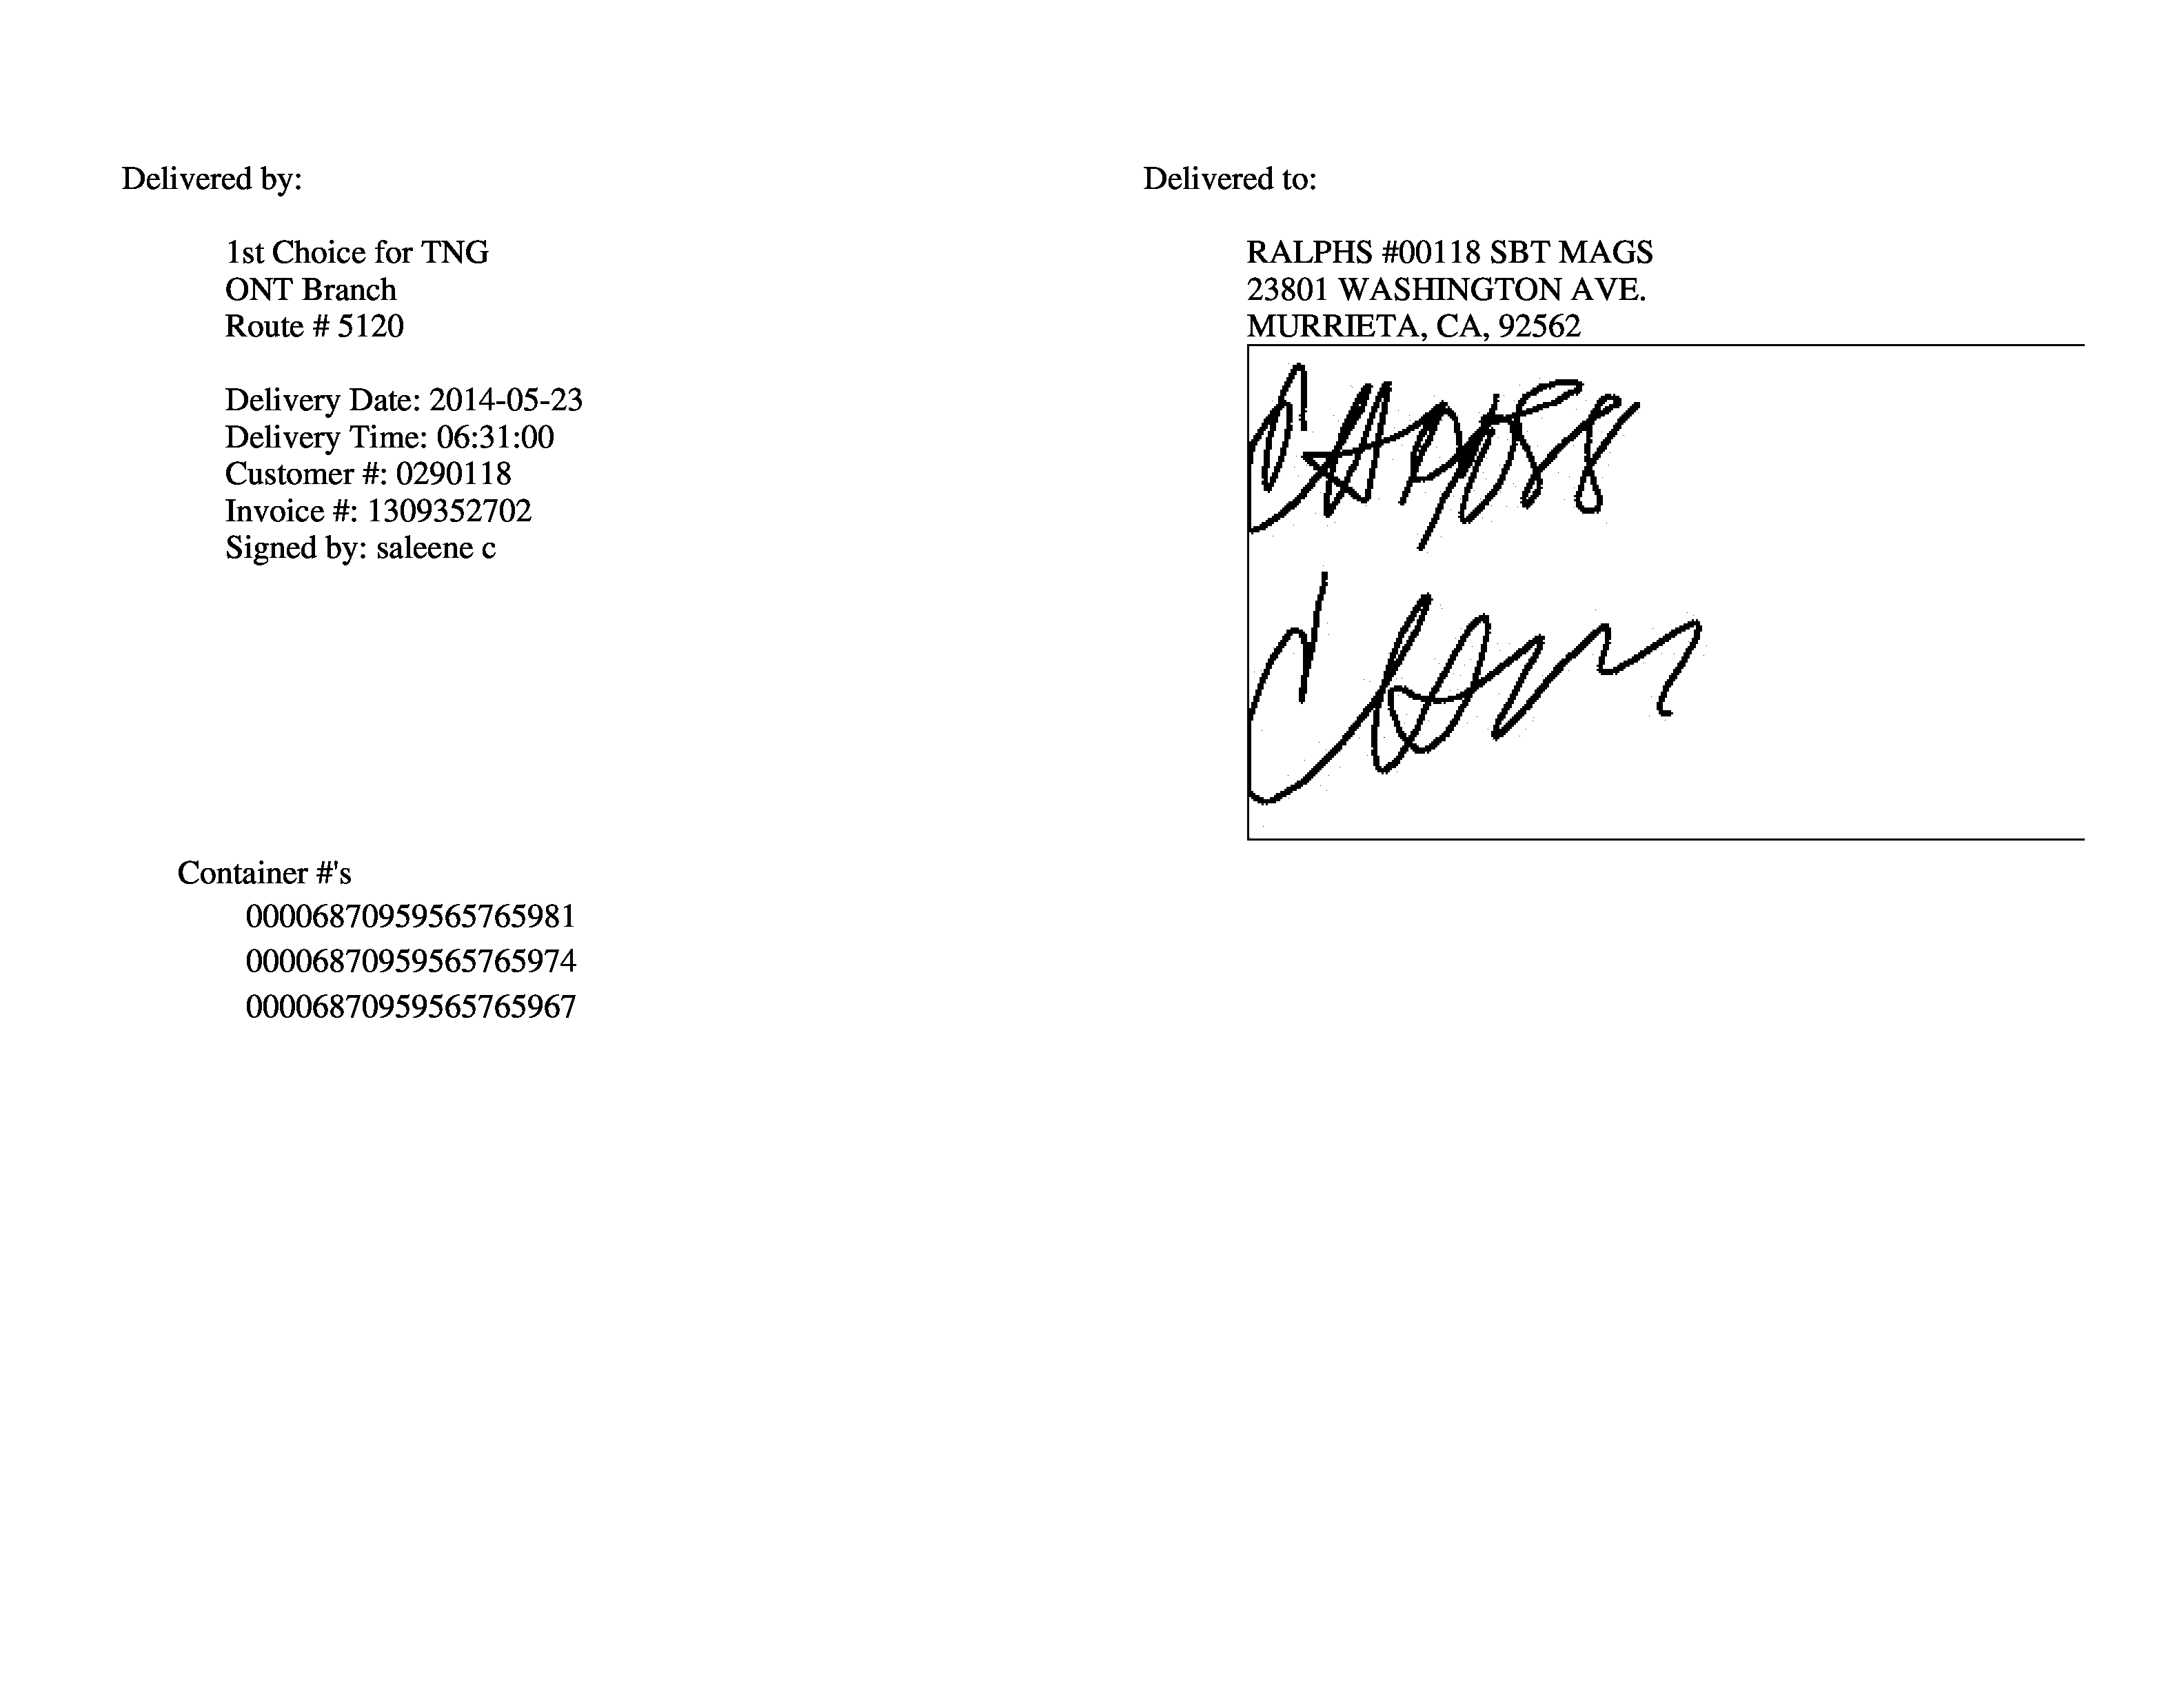 Delivered by:
1st Choice for TNG
ONT Branch
Route # 5120
Delivery Date: 2014-05-23
Delivery Time: 06:31:00
Customer #: 0290118
Invoice #: 1309352702
Signed by: saleene c
Delivered to:
RALPHS #00118 SBT MAGS
23801 WASHINGTON AVE.
MURRIETA, CA, 92562
Container #'s
00006870959565765981
00006870959565765974
00006870959565765967